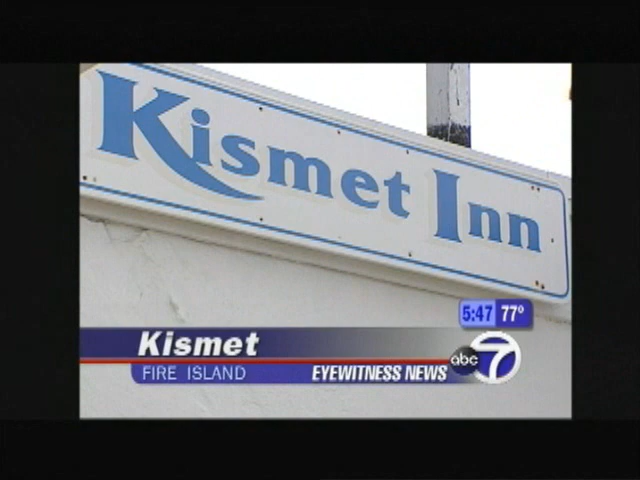 Kismet Inn
5:47 77°
Kismet
FIRE ISLAND
EYEWITNESS NEWS
abc 7